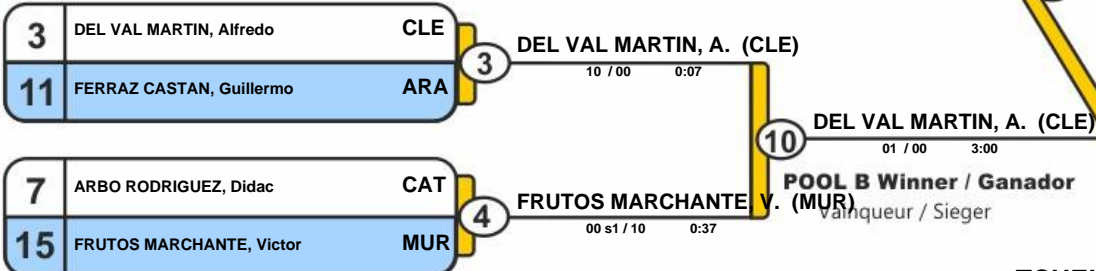 3 DEL VAL MARTIN, Alfredo CLE
11 FERRAZ CASTAN, Guillermo ARA
3
DEL VAL MARTIN, A. (CLE)
10 / 00 0:07
7 ARBO RODRIGUEZ, Didac CAT
15 FRUTOS MARCHANTE, Victor MUR
4
FRUTOS MARCHANTE, V. (MUR)
00 s1 / 10 0:37
10
DEL VAL MARTIN, A. (CLE)
01 / 00 3:00
POOL B Winner / Ganador
Vainqueur / Sieger